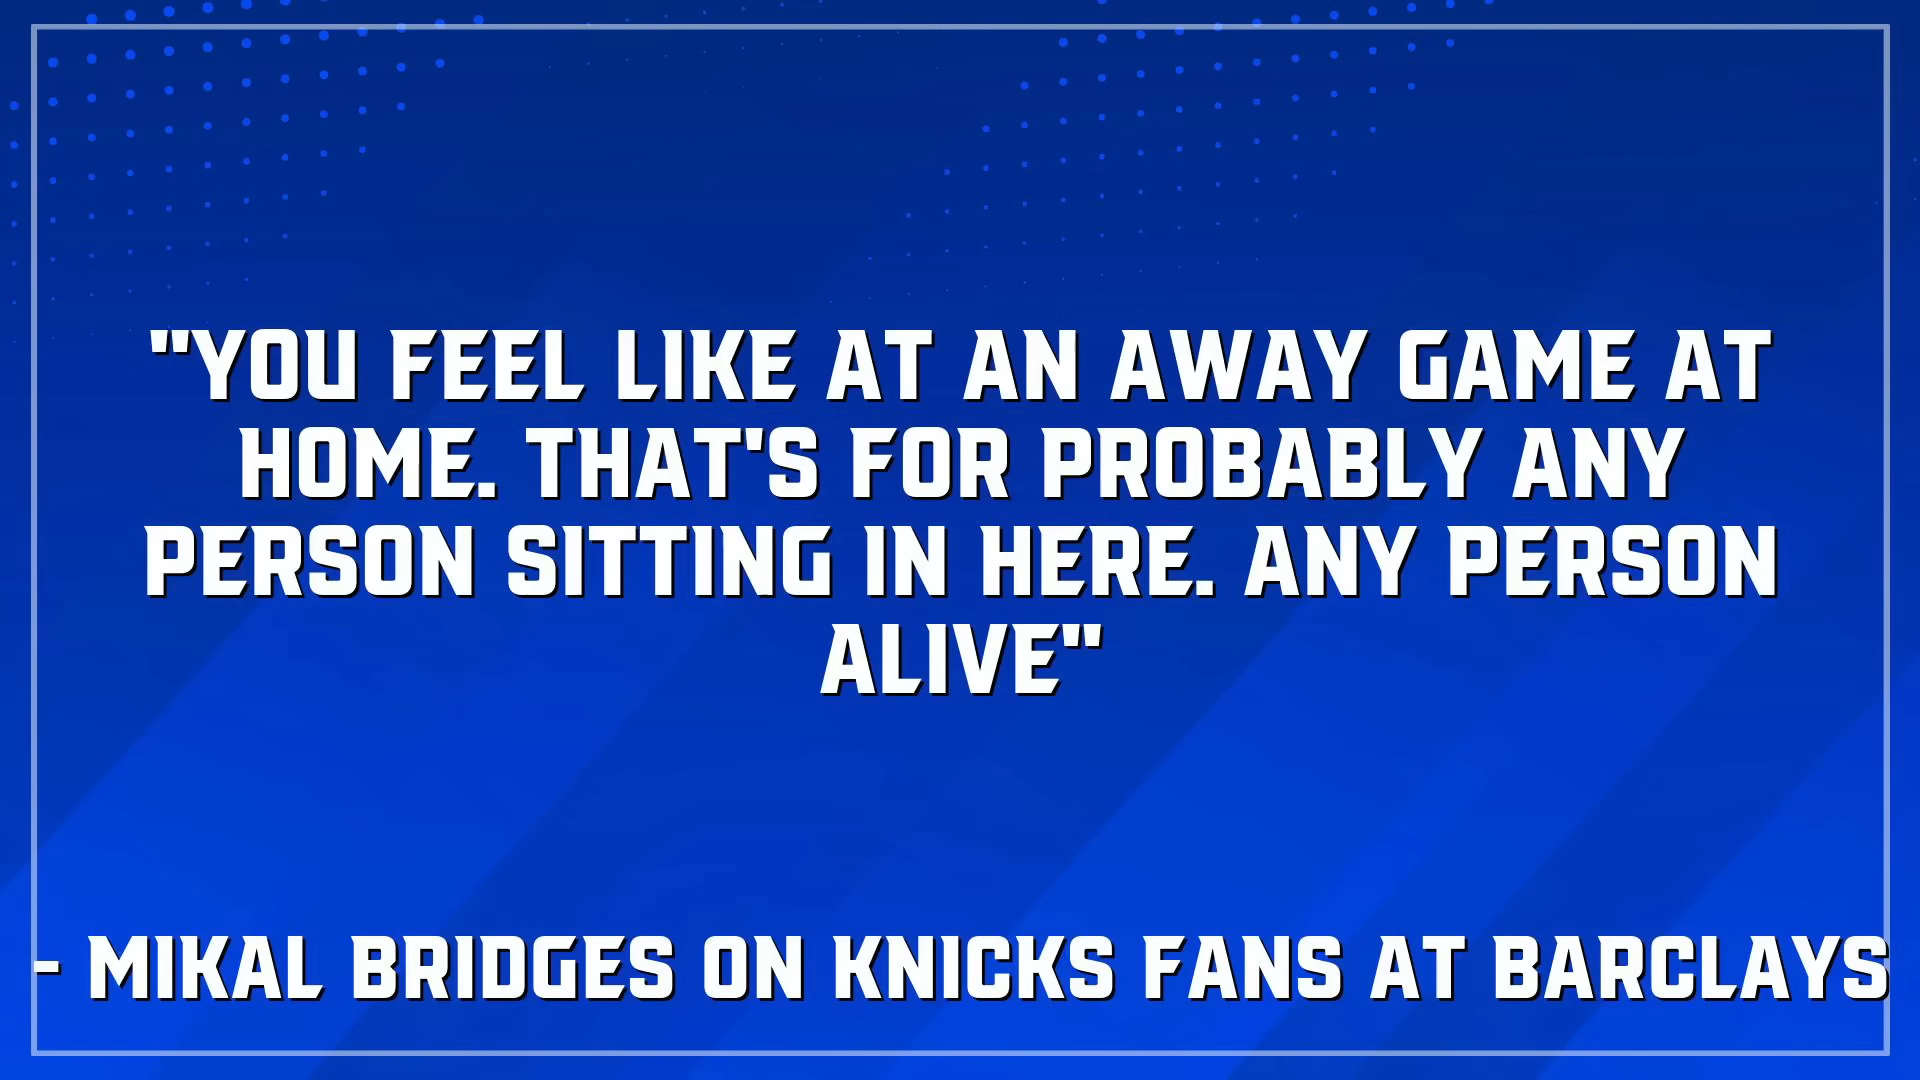 "YOU FEEL LIKE AT AN AWAY GAME AT
HOME. THAT'S FOR PROBABLY ANY
PERSON SITTING IN HERE. ANY PERSON
ALIVE"
- MIKAL BRIDGES ON KNICKS FANS AT BARCLAYS